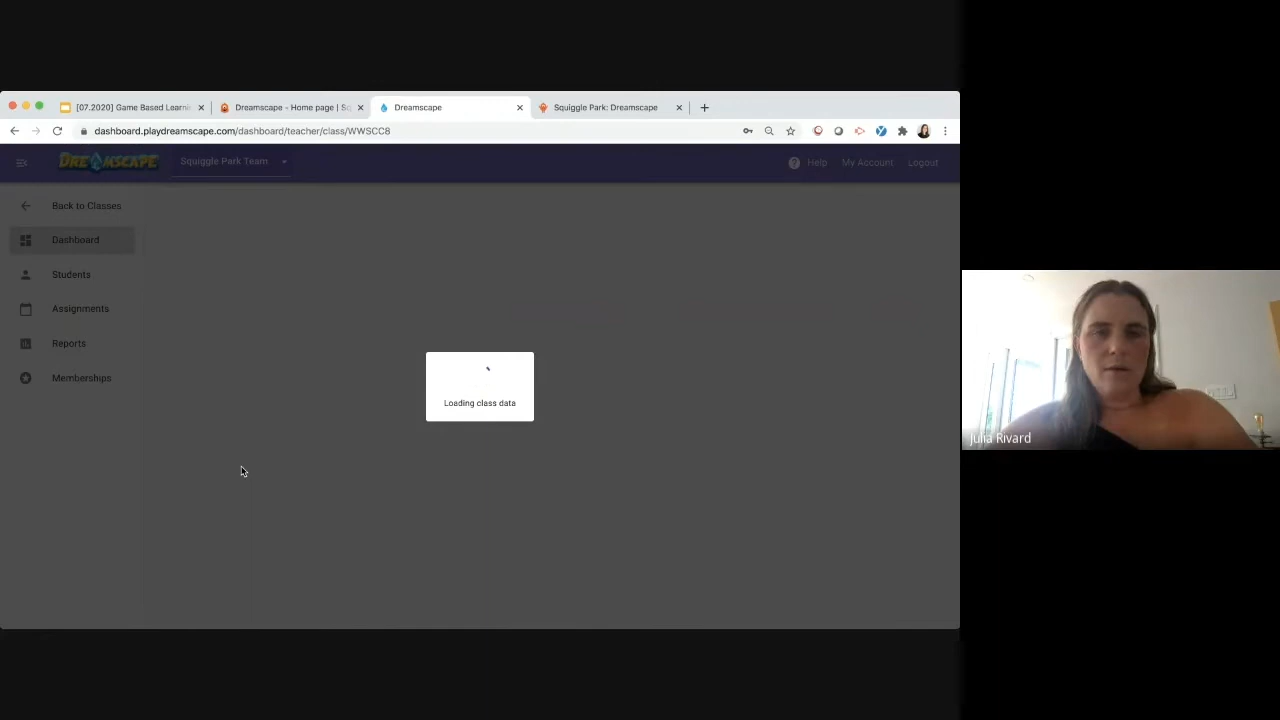 [07.2020] Game Based Learni
Dreamscape - Home page | Sq
Dreamscape
Squiggle Park: Dreamscape
dashboard.playdreamscape.com/dashboard/teacher/class/WWSCC8
DREAMSCAPE
Squiggle Park Team
Help
My Account
Logout
Back to Classes
Dashboard
Students
Assignments
Reports
Memberships
Loading class data
Julia Rivard